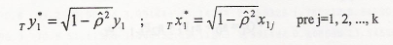 $_{T}y_{1}^{*} = \sqrt{1-\hat{\rho}^{2}}\,y_{1}$ ; $_{T}x_{1}^{*} = \sqrt{1-\hat{\rho}^{2}}\,x_{1j}$ pre j=1, 2, ..., k